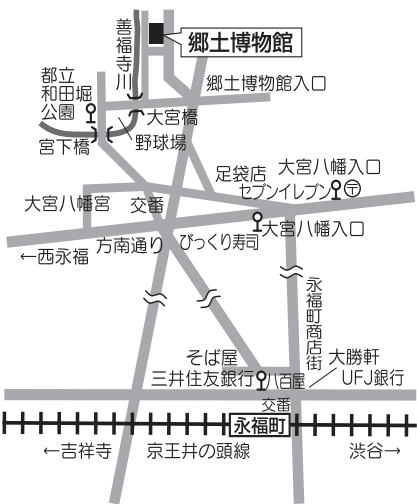 善福寺川
郷土博物館
郷土博物館入口
都立
和田堀
公園
大宮橋
宮下橋
野球場
足袋店
大宮八幡入口
セブンイレブン
〒
大宮八幡宮
交番
大宮八幡入口
方南通り
びっくり寿司
←西永福
永福町商店街
そば屋
大勝軒
三井住友銀行
八百屋
UFJ銀行
交番
永福町
←吉祥寺
京王井の頭線
渋谷→